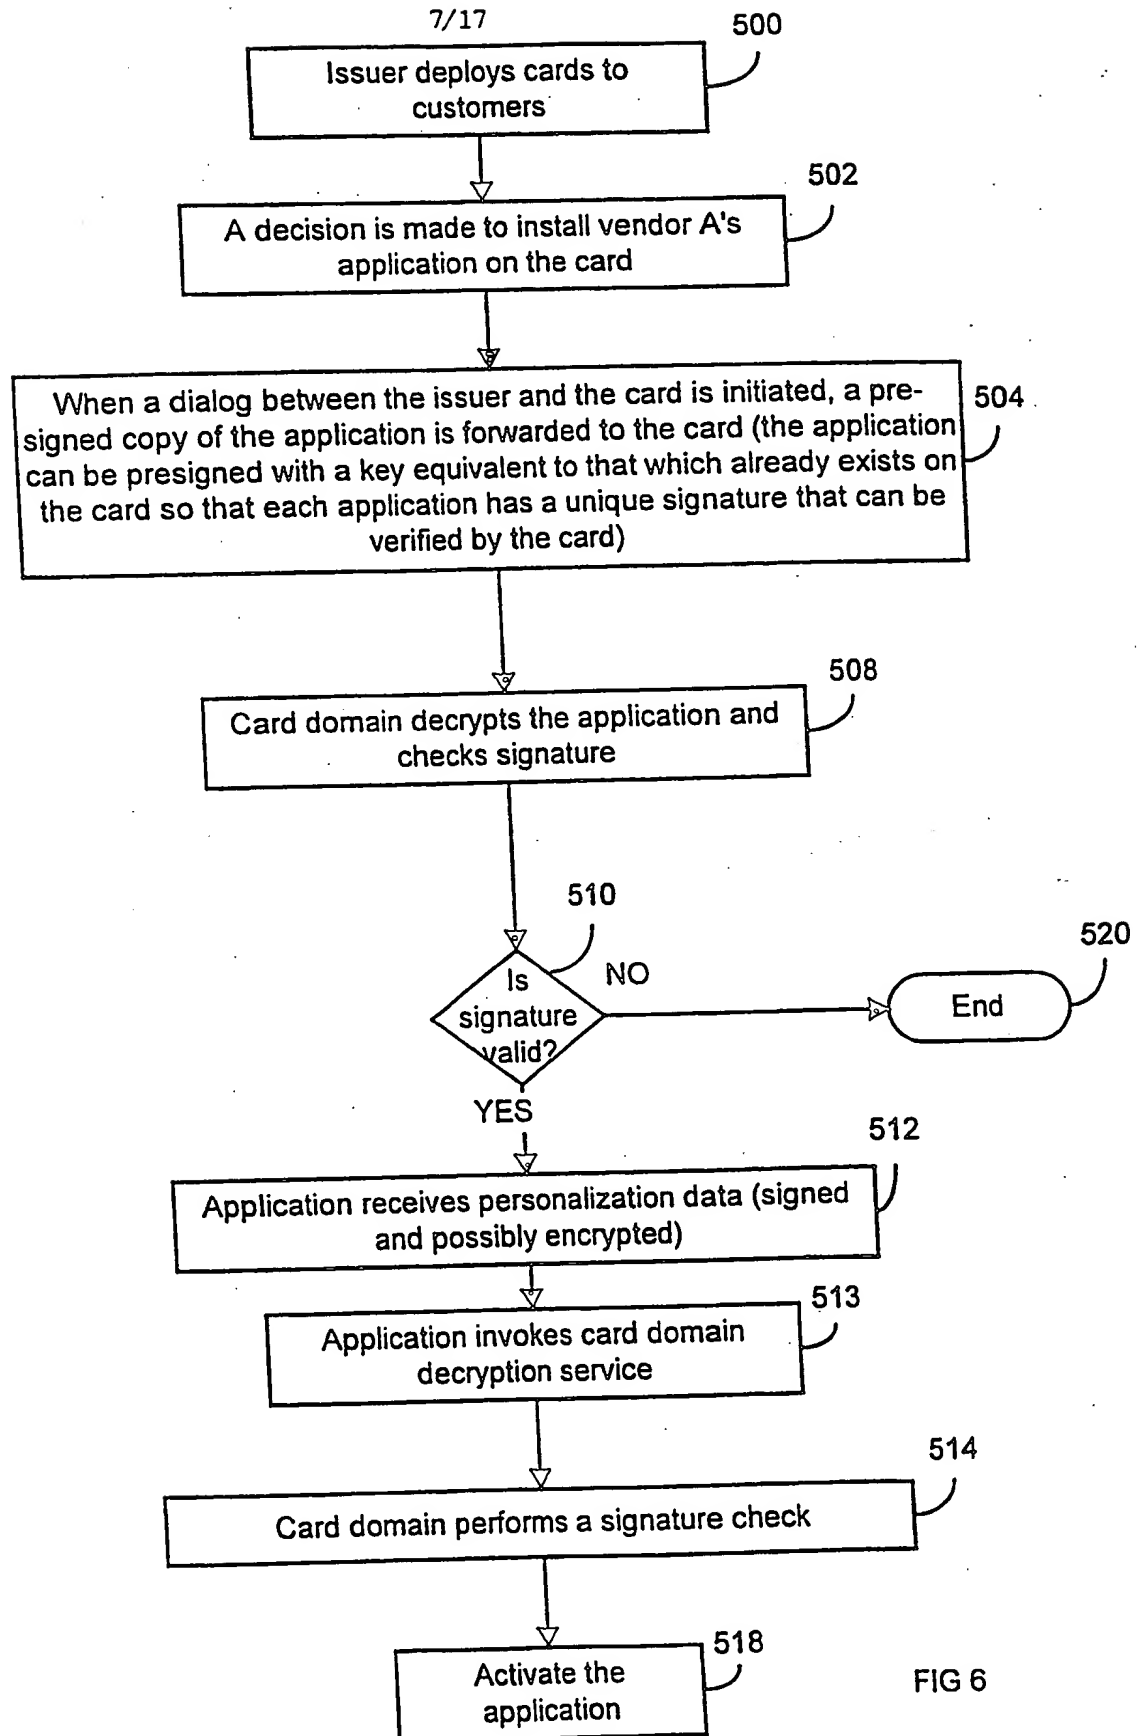 7/17
500
Issuer deploys cards to
customers
502
A decision is made to install vendor A's
application on the card
504
When a dialog between the issuer and the card is initiated, a pre-
signed copy of the application is forwarded to the card (the application
can be presigned with a key equivalent to that which already exists on
the card so that each application has a unique signature that can be
verified by the card)
508
Card domain decrypts the application and
checks signature
510
Is
signature
valid?
NO
520
End
YES
512
Application receives personalization data (signed
and possibly encrypted)
513
Application invokes card domain
decryption service
514
Card domain performs a signature check
518
Activate the
application
FIG 6